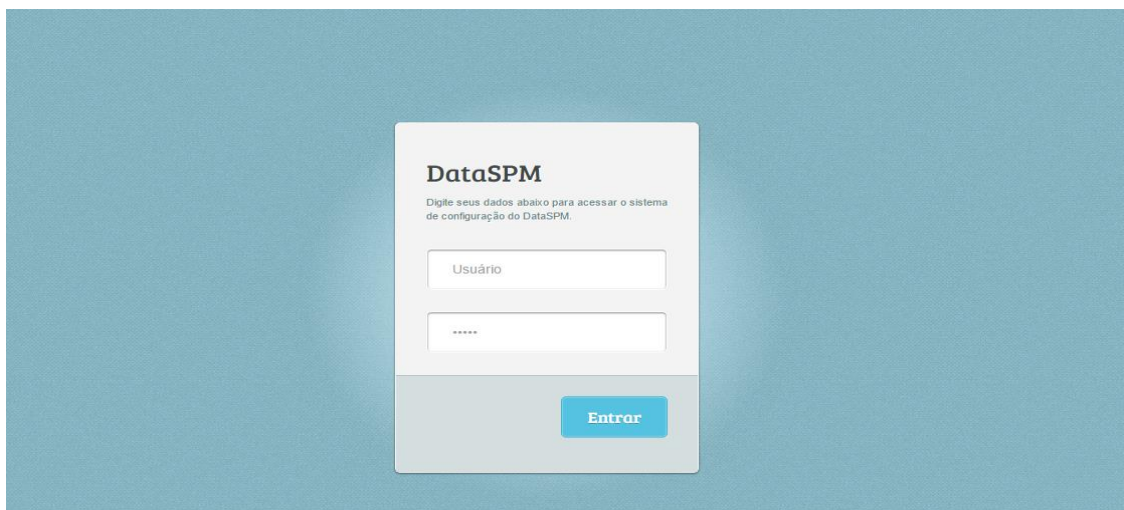 DataSPM
Digite seus dados abaixo para acessar o sistema
de configuração do DataSPM.
Usuário
-----
Entrar